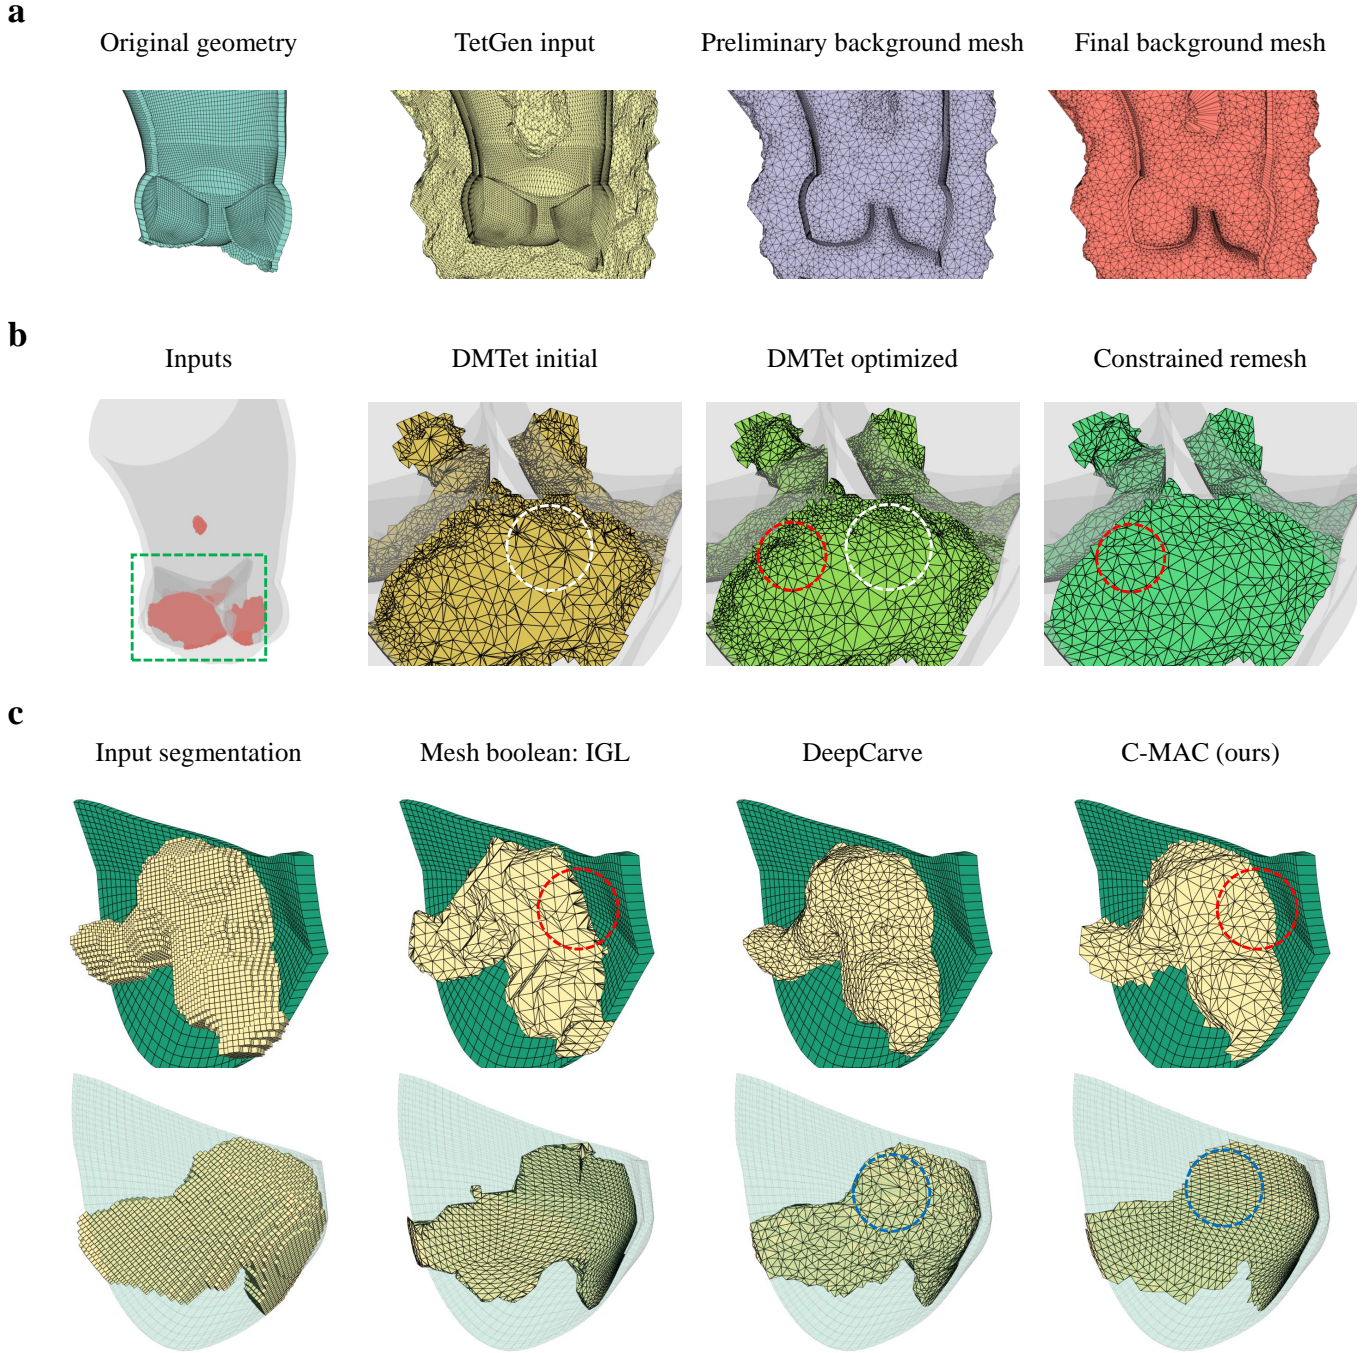 a
Original geometry
TetGen input
Preliminary background mesh
Final background mesh
b
Inputs
DMTet initial
DMTet optimized
Constrained remesh
c
Input segmentation
Mesh boolean: IGL
DeepCarve
C-MAC (ours)